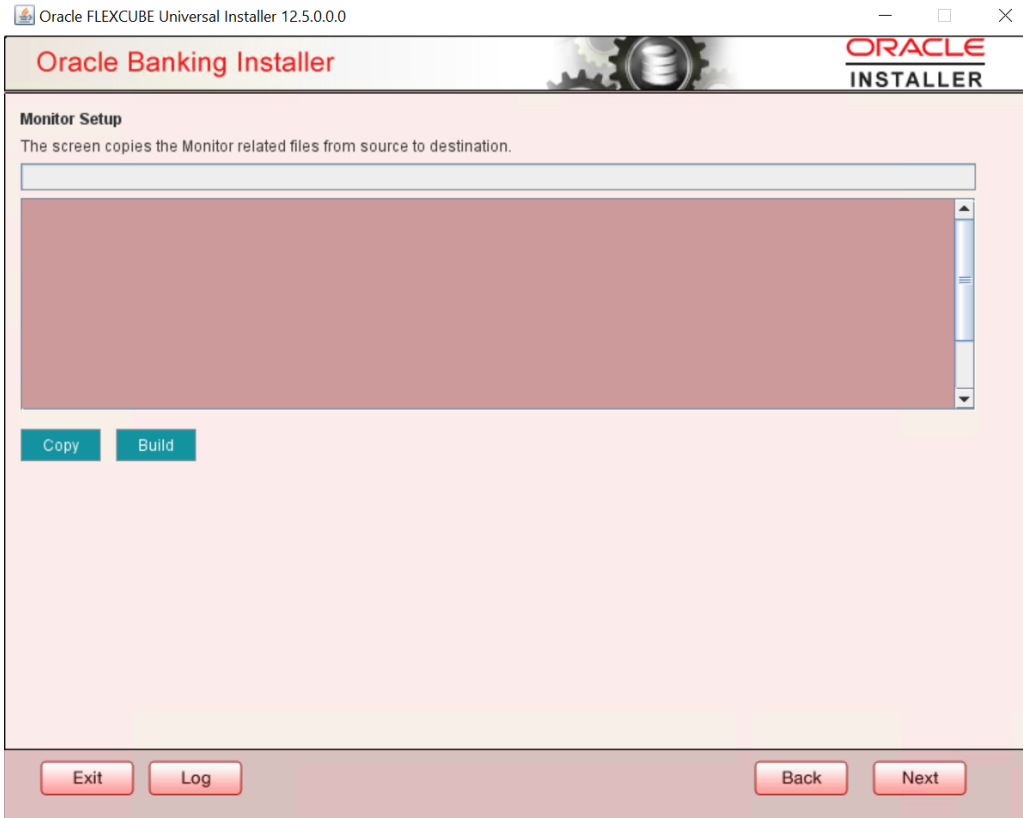 Oracle FLEXCUBE Universal Installer 12.5.0.0.0
Oracle Banking Installer
ORACLE
INSTALLER
Monitor Setup
The screen copies the Monitor related files from source to destination.
Copy Build
Exit Log Back Next